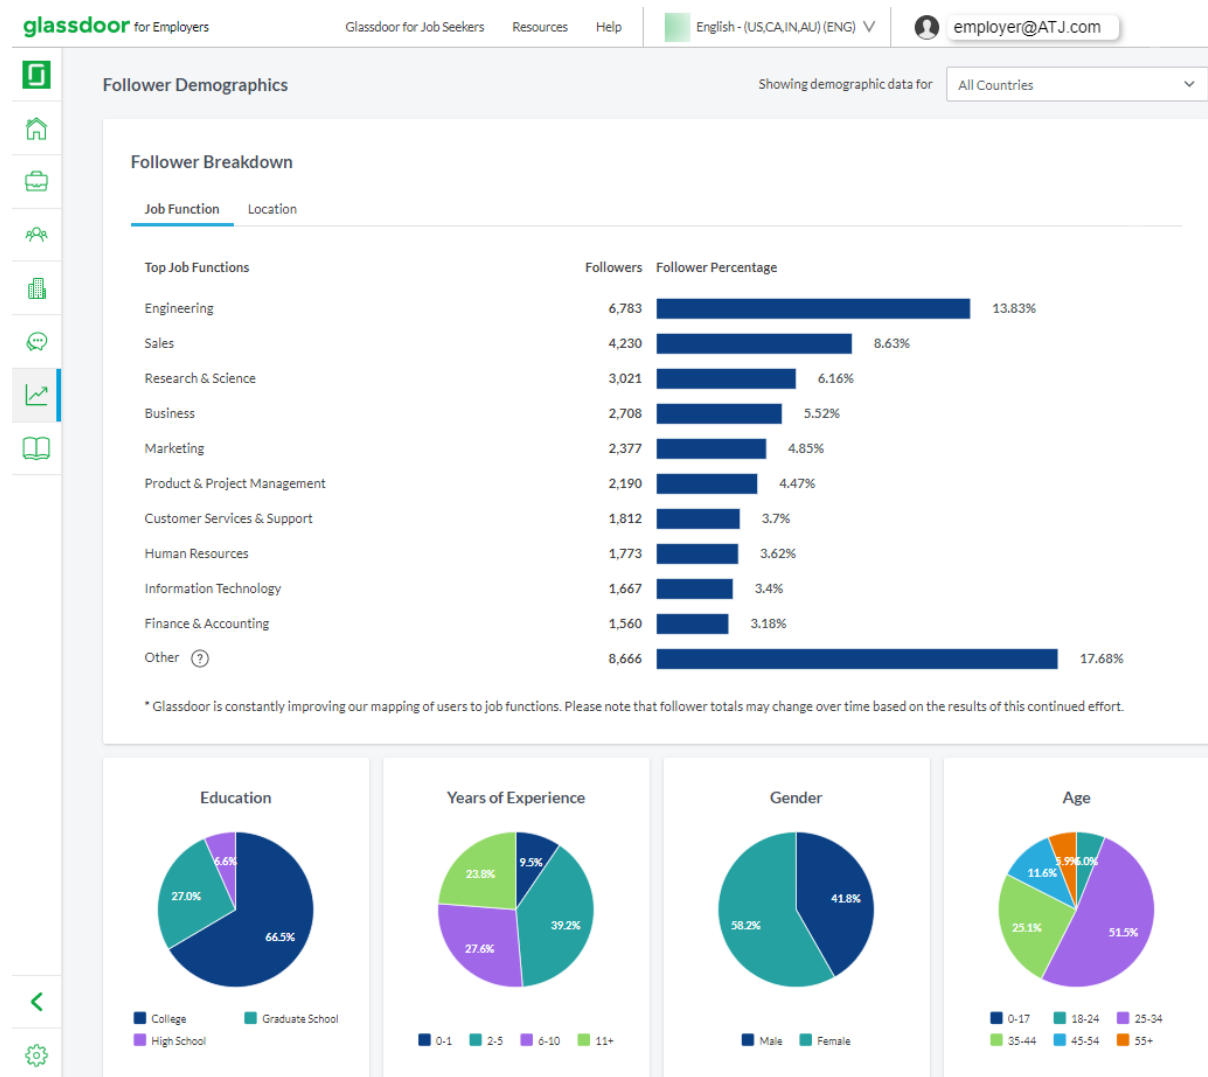 glassdoor for Employers Glassdoor for Job Seekers Resources Help English - (US,CA,IN,AU) (ENG) employer@ATJ.com
Follower Demographics Showing demographic data for All Countries
Follower Breakdown
Job Function Location
Top Job Functions Followers Follower Percentage
Engineering 6,783 13.83%
Sales 4,230 8.63%
Research & Science 3,021 6.16%
Business 2,708 5.52%
Marketing 2,377 4.85%
Product & Project Management 2,190 4.47%
Customer Services & Support 1,812 3.7%
Human Resources 1,773 3.62%
Information Technology 1,667 3.4%
Finance & Accounting 1,560 3.18%
Other ? 8,666 17.68%
* Glassdoor is constantly improving our mapping of users to job functions. Please note that follower totals may change over time based on the results of this continued effort.
Education
6.6%
27.0%
66.5%
College Graduate School
High School
Years of Experience
9.5%
23.8%
39.2%
27.6%
0-1 2-5 6-10 11+
Gender
41.8%
58.2%
Male Female
Age
5.9% 6.0%
11.6%
25.1% 51.5%
0-17 18-24 25-34
35-44 45-54 55+